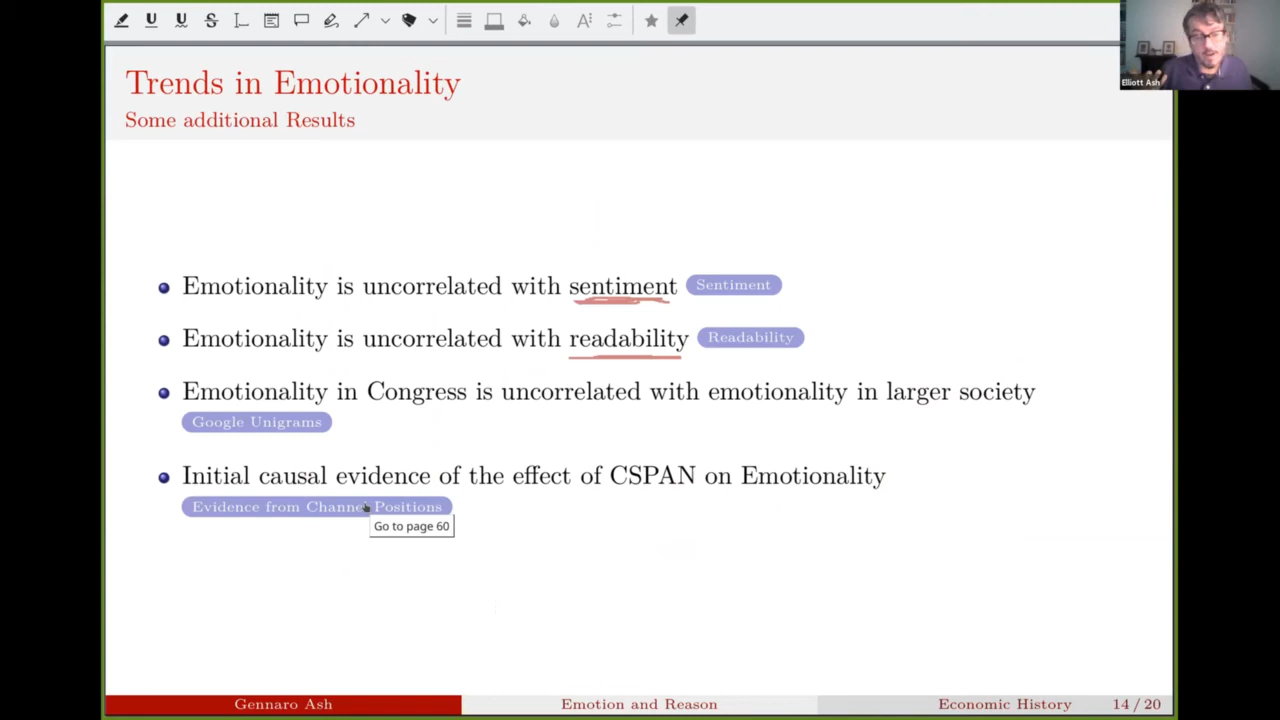 Elliott Ash
Trends in Emotionality
Some additional Results
Emotionality is uncorrelated with sentiment Sentiment
Emotionality is uncorrelated with readability Readability
Emotionality in Congress is uncorrelated with emotionality in larger society
Google Unigrams
Initial causal evidence of the effect of CSPAN on Emotionality
Evidence from Channel Positions
Go to page 60
Gennaro Ash Emotion and Reason Economic History 14 / 20